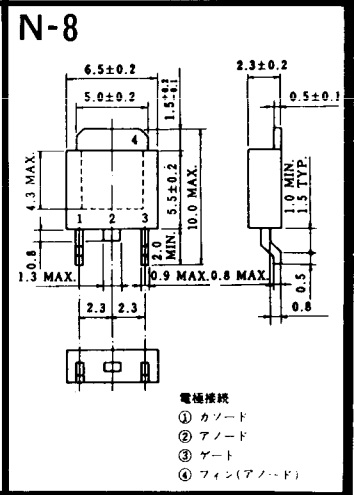 N-8
6.5±0.2
5.0±0.2
1.5+0.2-0.1
4
4.3 MAX.
5.5±0.2
10.0 MAX.
1 2 3
0.8
2.0 MIN.
1.3 MAX.
0.9 MAX.
2.3 2.3
2.3±0.2
0.5±0.1
1.0 MIN.
1.5 TYP.
0.8 MAX.
0.5
0.8
電極接続
① カソード
② アノード
③ ゲート
④ フィン(アノード)